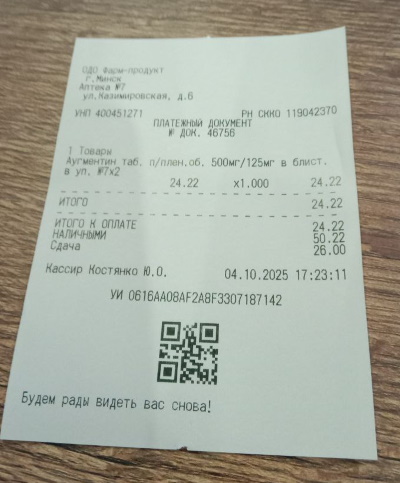 ОДО Фарм-продукт
г.Минск
Аптека №7
ул.Казимировская, д.6
УНП 400451271 РН СККО 119042370
ПЛАТЕЖНЫЙ ДОКУМЕНТ
№ ДОК. 46756
1 Товары
Аугментин таб. п/плен.об. 500мг/125мг в блист.
в уп. №7x2
24.22 x1.000 24.22
ИТОГО 24.22
ИТОГО К ОПЛАТЕ 24.22
НАЛИЧНЫМИ 50.22
Сдача 26.00
Кассир Костянко Ю.О. 04.10.2025 17:23:11
УИ 0616AA08AF2A8F3307187142
Будем рады видеть вас снова!